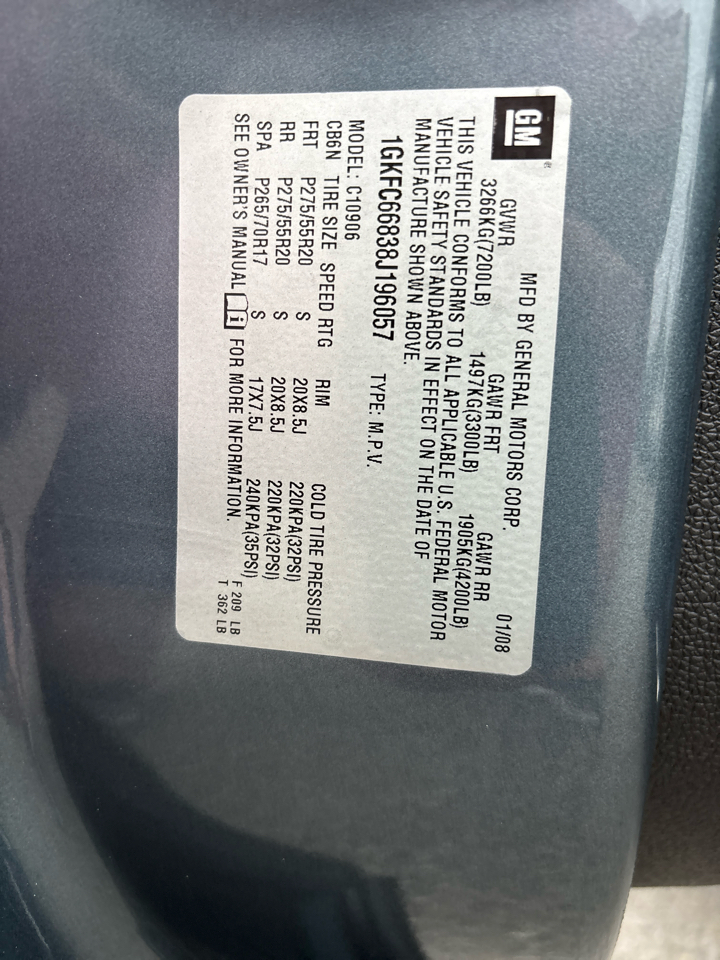 GM
MFD BY GENERAL MOTORS CORP. 01/08
GVWR GAWR FRT GAWR RR
3266KG(7200LB) 1497KG(3300LB) 1905KG(4200LB)
THIS VEHICLE CONFORMS TO ALL APPLICABLE U.S. FEDERAL MOTOR
VEHICLE SAFETY STANDARDS IN EFFECT ON THE DATE OF
MANUFACTURE SHOWN ABOVE.
1GKFC66838J196057 TYPE: M.P.V.
MODEL: C10906
CB6N TIRE SIZE SPEED RTG RIM COLD TIRE PRESSURE
FRT P275/55R20 S 20X8.5J 220KPA(32PSI)
RR P275/55R20 S 20X8.5J 220KPA(32PSI)
SPA P265/70R17 S 17X7.5J 240KPA(35PSI)
SEE OWNER'S MANUAL i FOR MORE INFORMATION.
F 209 LB
T 362 LB